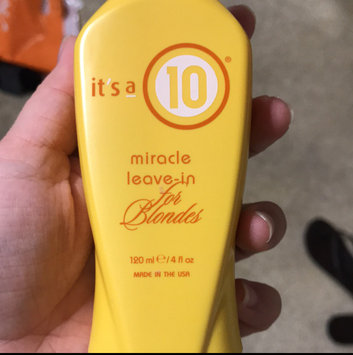 it's a 10®
miracle
leave-in
for
Blondes
120 ml ℮/4 fl oz
MADE IN THE USA